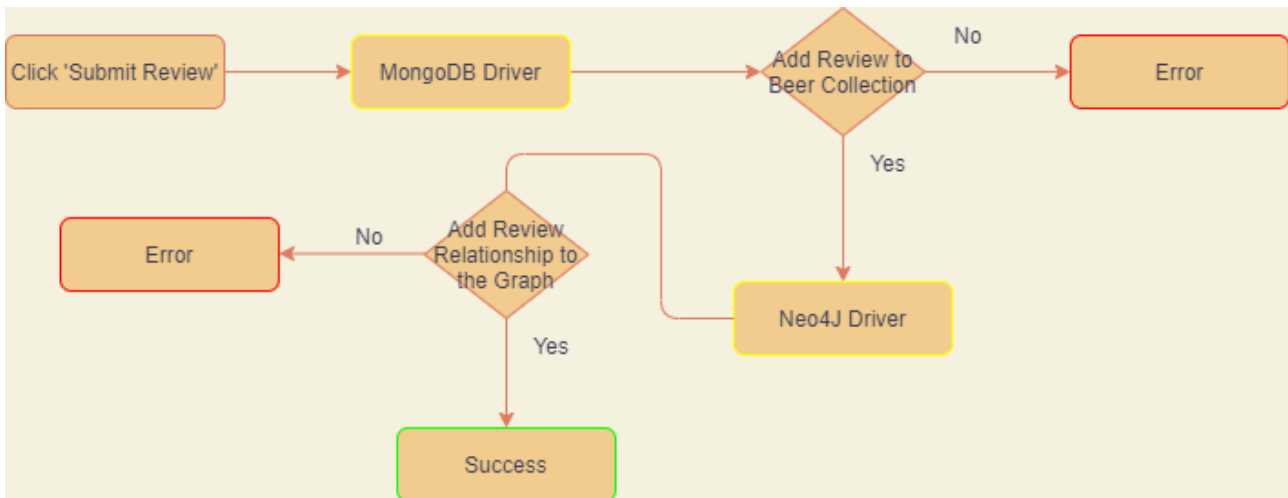 Click 'Submit Review'
MongoDB Driver
Add Review to
Beer Collection
No
Error
Yes
Neo4J Driver
Add Review
Relationship to
the Graph
No
Error
Yes
Success